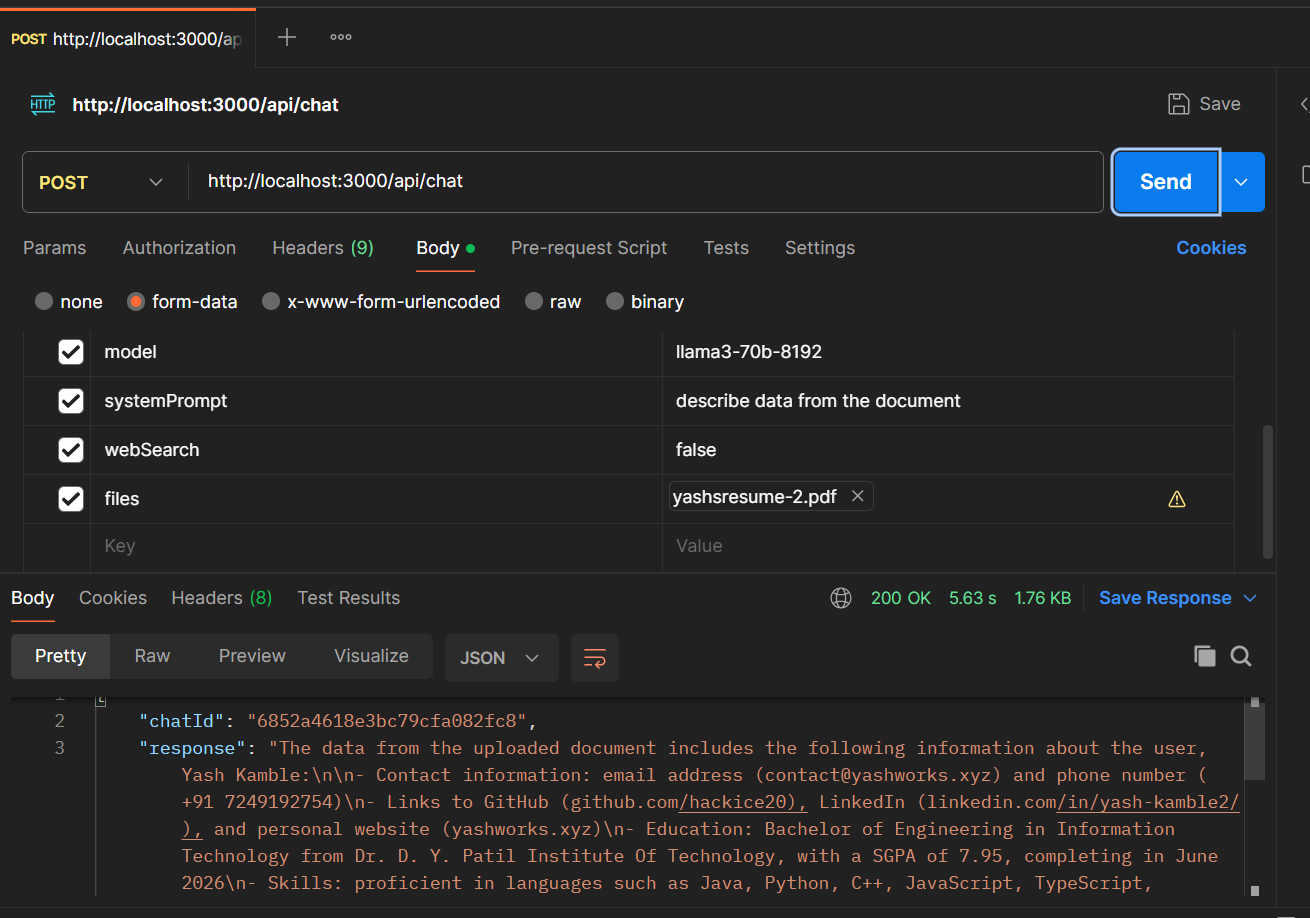 POST http://localhost:3000/ap
HTTP http://localhost:3000/api/chat
Save
POST
http://localhost:3000/api/chat
Send
Params Authorization Headers (9) Body Pre-request Script Tests Settings Cookies
none form-data x-www-form-urlencoded raw binary
model llama3-70b-8192
systemPrompt describe data from the document
webSearch false
files yashsresume-2.pdf
Key Value
Body Cookies Headers (8) Test Results 200 OK 5.63 s 1.76 KB Save Response
Pretty Raw Preview Visualize JSON
1 {
2 "chatId": "6852a4618e3bc79cfa082fc8",
3 "response": "The data from the uploaded document includes the following information about the user,
Yash Kamble:\n\n- Contact information: email address (contact@yashworks.xyz) and phone number (
+91 7249192754)\n- Links to GitHub (github.com/hackice20), LinkedIn (linkedin.com/in/yash-kamble2/
), and personal website (yashworks.xyz)\n- Education: Bachelor of Engineering in Information
Technology from Dr. D. Y. Patil Institute Of Technology, with a SGPA of 7.95, completing in June
2026\n- Skills: proficient in languages such as Java, Python, C++, JavaScript, TypeScript,